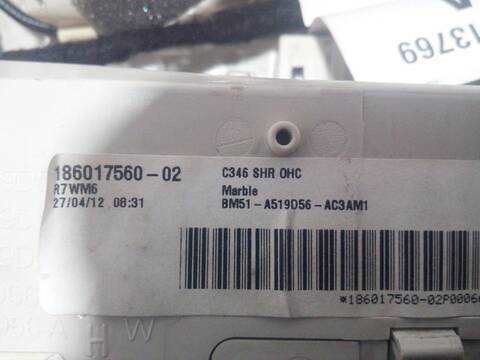 13769
186017560-02
R7WM6
27/04/12 08:31
C346 SHR OHC
Marble
BM51-A519D56-AC3AM1
*186017560-02P0006
H W